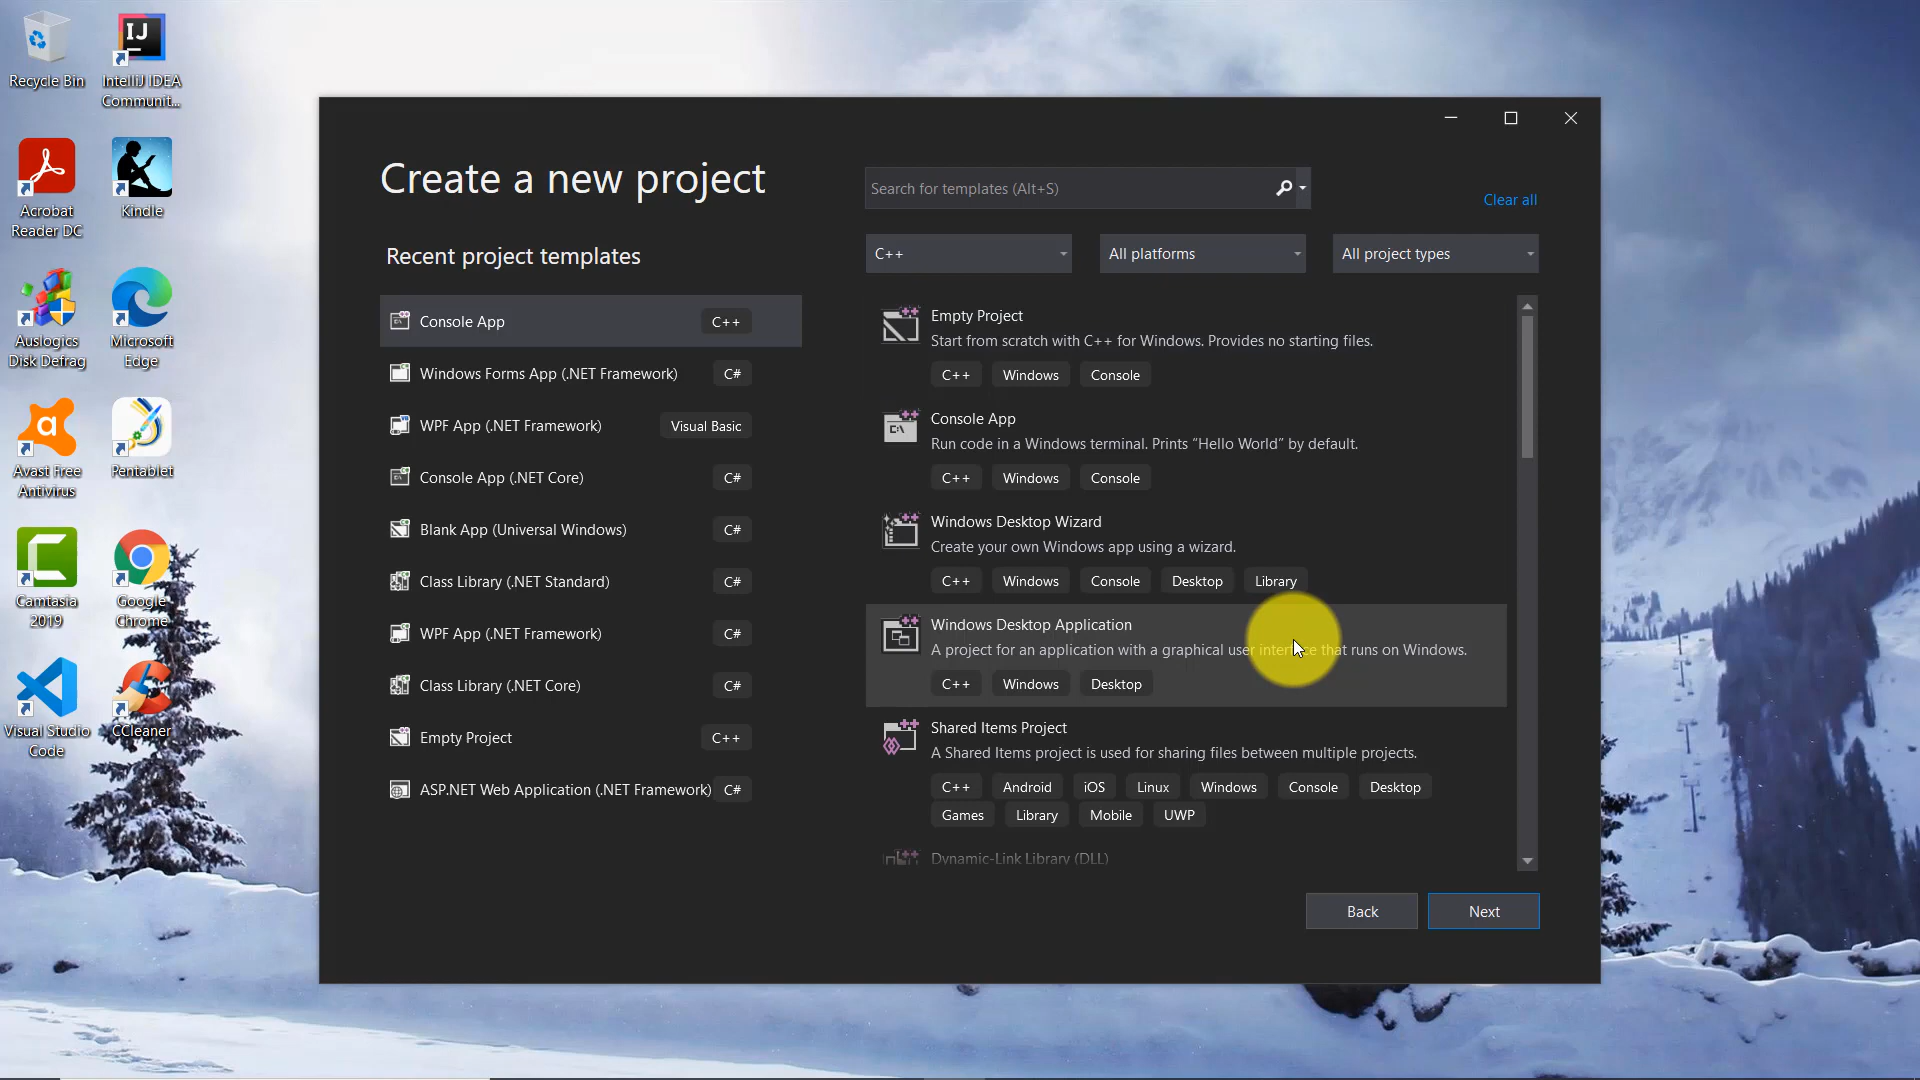 Recycle Bin
IntelliJ IDEA
Communit...
Acrobat
Reader DC
Kindle
Auslogics
Disk Defrag
Microsoft
Edge
Avast Free
Antivirus
Pentablet
Camtasia
2019
Google
Chrome
Visual Studio
Code
CCleaner
Create a new project
Search for templates (Alt+S)
Clear all
C++
All platforms
All project types
Recent project templates
Console App C++
Windows Forms App (.NET Framework) C#
WPF App (.NET Framework) Visual Basic
Console App (.NET Core) C#
Blank App (Universal Windows) C#
Class Library (.NET Standard) C#
WPF App (.NET Framework) C#
Class Library (.NET Core) C#
Empty Project C++
ASP.NET Web Application (.NET Framework) C#
Empty Project
Start from scratch with C++ for Windows. Provides no starting files.
C++ Windows Console
Console App
Run code in a Windows terminal. Prints “Hello World” by default.
C++ Windows Console
Windows Desktop Wizard
Create your own Windows app using a wizard.
C++ Windows Console Desktop Library
Windows Desktop Application
A project for an application with a graphical user interface that runs on Windows.
C++ Windows Desktop
Shared Items Project
A Shared Items project is used for sharing files between multiple projects.
C++ Android iOS Linux Windows Console Desktop
Games Library Mobile UWP
Dynamic-Link Library (DLL)
Back
Next